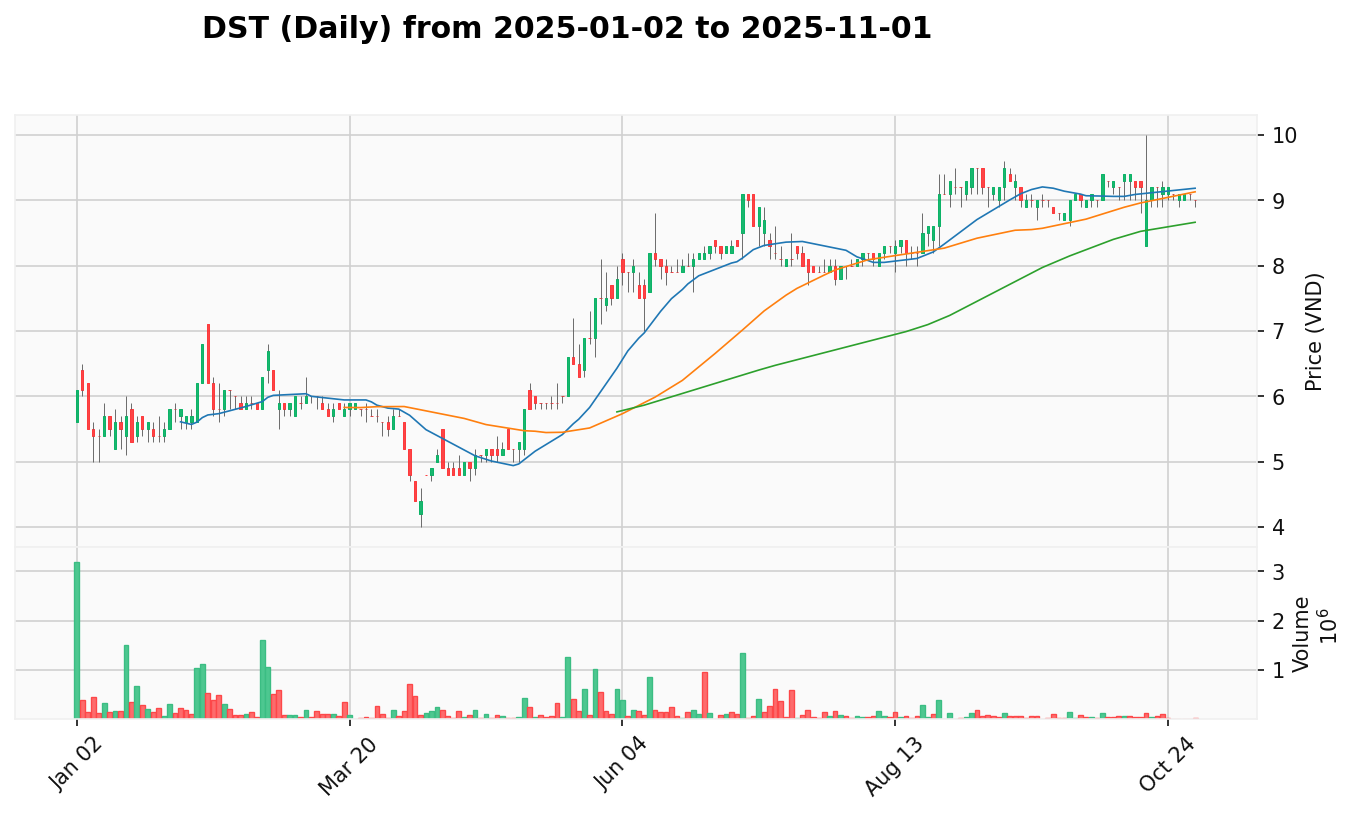 DST (Daily) from 2025-01-02 to 2025-11-01
10
9
8
7
6
5
4
Price (VND)
3
2
1
Volume
10⁶
Jan 02
Mar 20
Jun 04
Aug 13
Oct 24